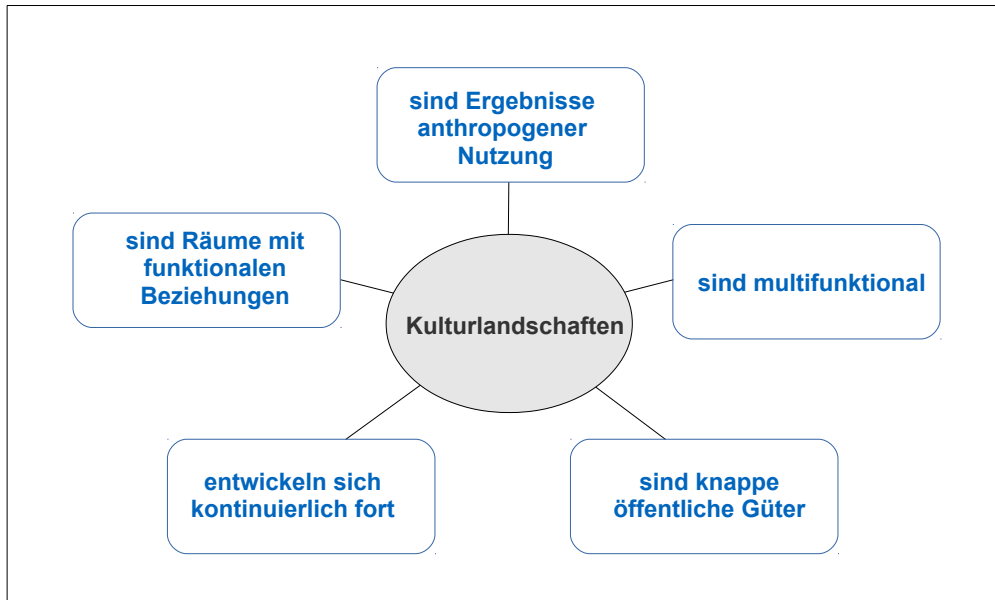 sind Ergebnisse
anthropogener
Nutzung
sind Räume mit
funktionalen
Beziehungen
sind multifunktional
Kulturlandschaften
entwickeln sich
kontinuierlich fort
sind knappe
öffentliche Güter